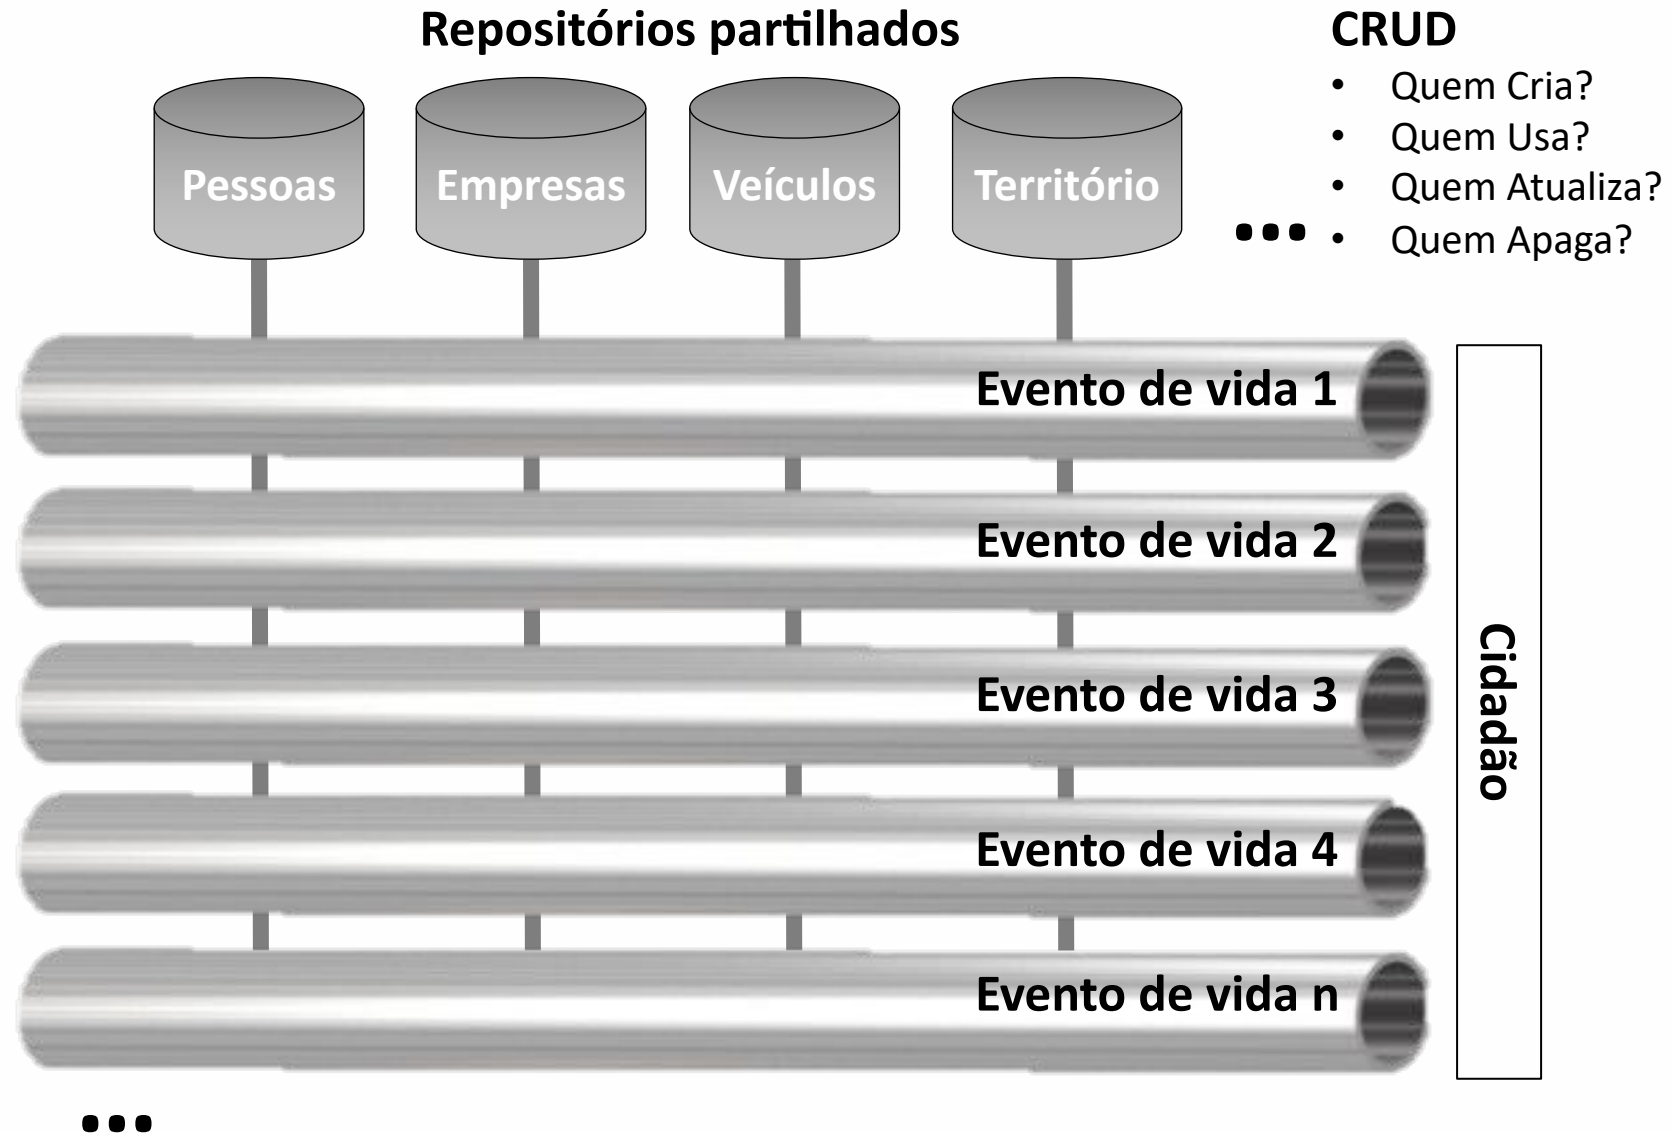 Repositórios partilhados
CRUD
• Quem Cria?
• Quem Usa?
• Quem Atualiza?
• Quem Apaga?
Pessoas
Empresas
Veículos
Território
...
Evento de vida 1
Evento de vida 2
Evento de vida 3
Evento de vida 4
Evento de vida n
Cidadão
...